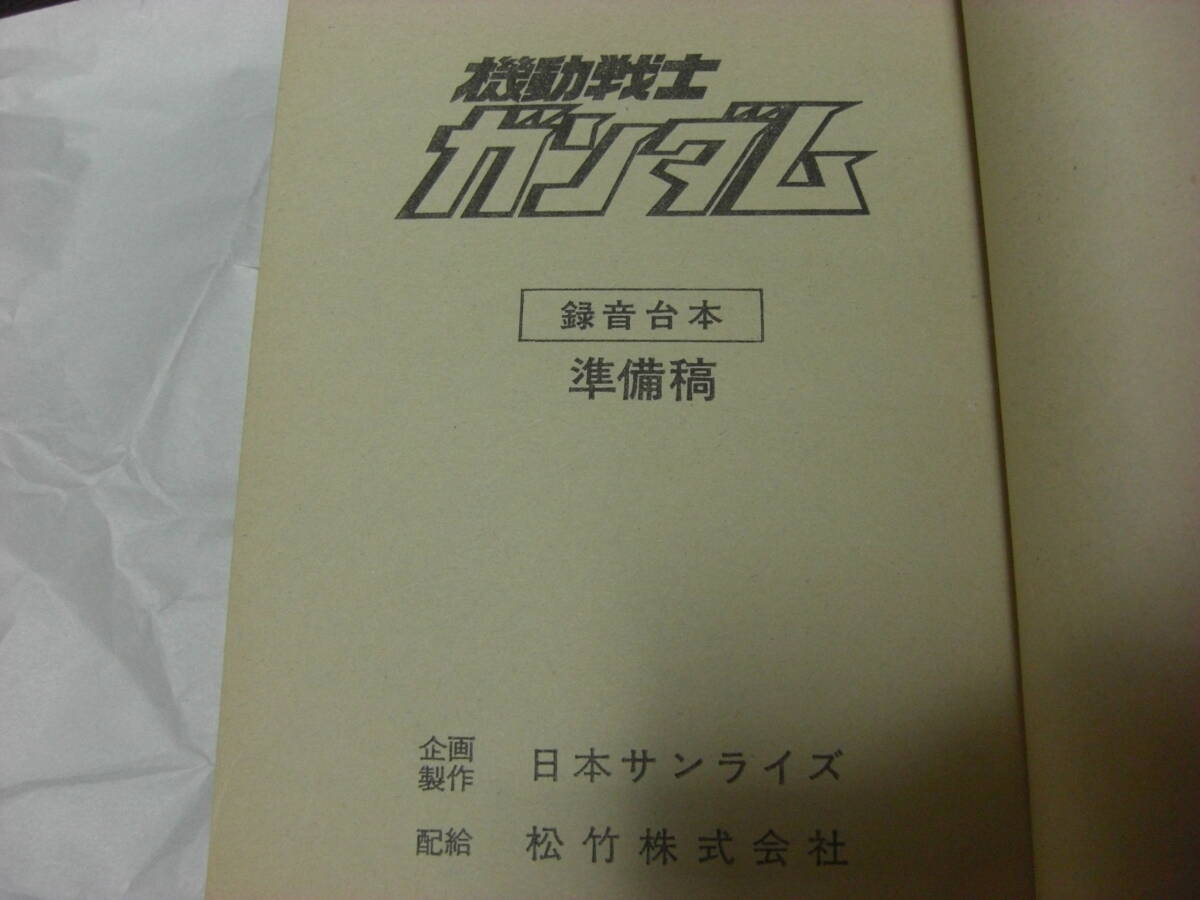 機動戦士
ガンダム
録音台本
準備稿
企画
製作
日本サンライズ
配給 松竹株式会社